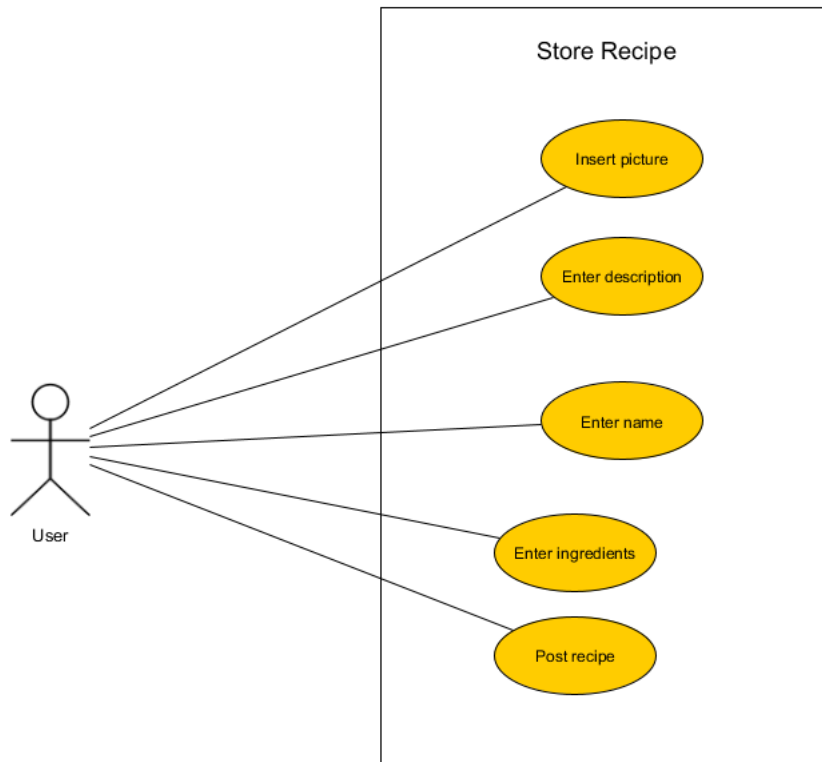 Store Recipe
Insert picture
Enter description
Enter name
Enter ingredients
Post recipe
User